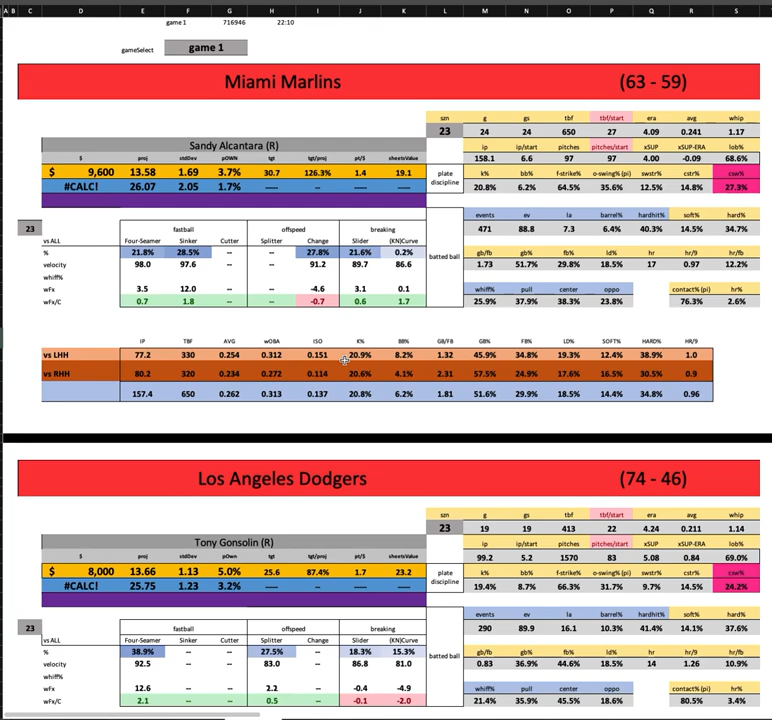 A B C D E F G H I J K L M N O P Q R S
game 1 716946 22:10
gameSelect game 1
Miami Marlins (63 - 59)
szn g gs tbf tbf/start era avg whip
23 24 24 650 27 4.09 0.241 1.17
Sandy Alcantara (R) ip ip/start pitches pitches/start xSUP xSUP-ERA lob%
$ proj stdDev pOWN tgt tgt/proj pt/$ sheetsValue 158.1 6.6 97 97 4.00 -0.09 68.6%
$ 9,600 13.58 1.69 3.7% 30.7 126.3% 1.4 19.1 plate discipline k% bb% f-strike% o-swing% (pi) swstr% cstr% csw%
#CALC! 26.07 2.05 1.7% ---- -- -- ---- 20.8% 6.2% 64.5% 35.6% 12.5% 14.8% 27.3%
events ev la barrel% hardhit% soft% hard%
23 fastball offspeed breaking 471 88.8 7.3 6.4% 40.3% 14.5% 34.7%
vs ALL Four-Seamer Sinker Cutter Splitter Change Slider (KN)Curve
% 21.8% 28.5% -- -- 27.8% 21.6% 0.2% batted ball gb/fb gb% fb% ld% hr hr/9 hr/fb
velocity 98.0 97.6 -- -- 91.2 89.7 86.6 1.73 51.7% 29.8% 18.5% 17 0.97 12.2%
whiff%
wFx 3.5 12.0 -- -- -4.6 3.1 0.1 whiff% pull center oppo contact% (pi) hr%
wFx/C 0.7 1.8 -- -- -0.7 0.6 1.7 25.9% 37.9% 38.3% 23.8% 76.3% 2.6%
IP TBF AVG wOBA ISO K% BB% GB/FB GB% FB% LD% SOFT% HARD% HR/9
vs LHH 77.2 330 0.254 0.312 0.151 20.9% 8.2% 1.32 45.9% 34.8% 19.3% 12.4% 38.9% 1.0
vs RHH 80.2 320 0.234 0.272 0.114 20.6% 4.1% 2.31 57.5% 24.9% 17.6% 16.5% 30.5% 0.9
157.4 650 0.262 0.313 0.137 20.8% 6.2% 1.81 51.6% 29.9% 18.5% 14.4% 34.8% 0.96
Los Angeles Dodgers (74 - 46)
szn g gs tbf tbf/start era avg whip
23 19 19 413 22 4.24 0.211 1.14
Tony Gonsolin (R) ip ip/start pitches pitches/start xSUP xSUP-ERA lob%
$ proj stdDev pOwn tgt tgt/proj pt/$ sheetsValue 99.2 5.2 1570 83 5.08 0.84 69.0%
$ 8,000 13.66 1.13 5.0% 25.6 87.4% 1.7 23.2 plate discipline k% bb% f-strike% o-swing% (pi) swstr% cstr% csw%
#CALC! 25.75 1.23 3.2% ---- -- -- ---- 19.4% 8.7% 66.3% 31.7% 9.7% 14.5% 24.2%
events ev la barrel% hardhit% soft% hard%
23 fastball offspeed breaking 290 89.9 16.1 10.3% 41.4% 14.1% 37.6%
vs ALL Four-Seamer Sinker Cutter Splitter Change Slider (KN)Curve
% 38.9% -- -- 27.5% -- 18.3% 15.3% batted ball gb/fb gb% fb% ld% hr hr/9 hr/fb
velocity 92.5 -- -- 83.0 -- 86.8 81.0 0.83 36.9% 44.6% 18.5% 14 1.26 10.9%
whiff%
wFx 12.6 -- -- 2.2 -- -0.4 -4.9 whiff% pull center oppo contact% (pi) hr%
wFx/C 2.1 -- -- 0.5 -- -0.1 -2.0 21.4% 35.9% 45.5% 18.6% 80.5% 3.4%